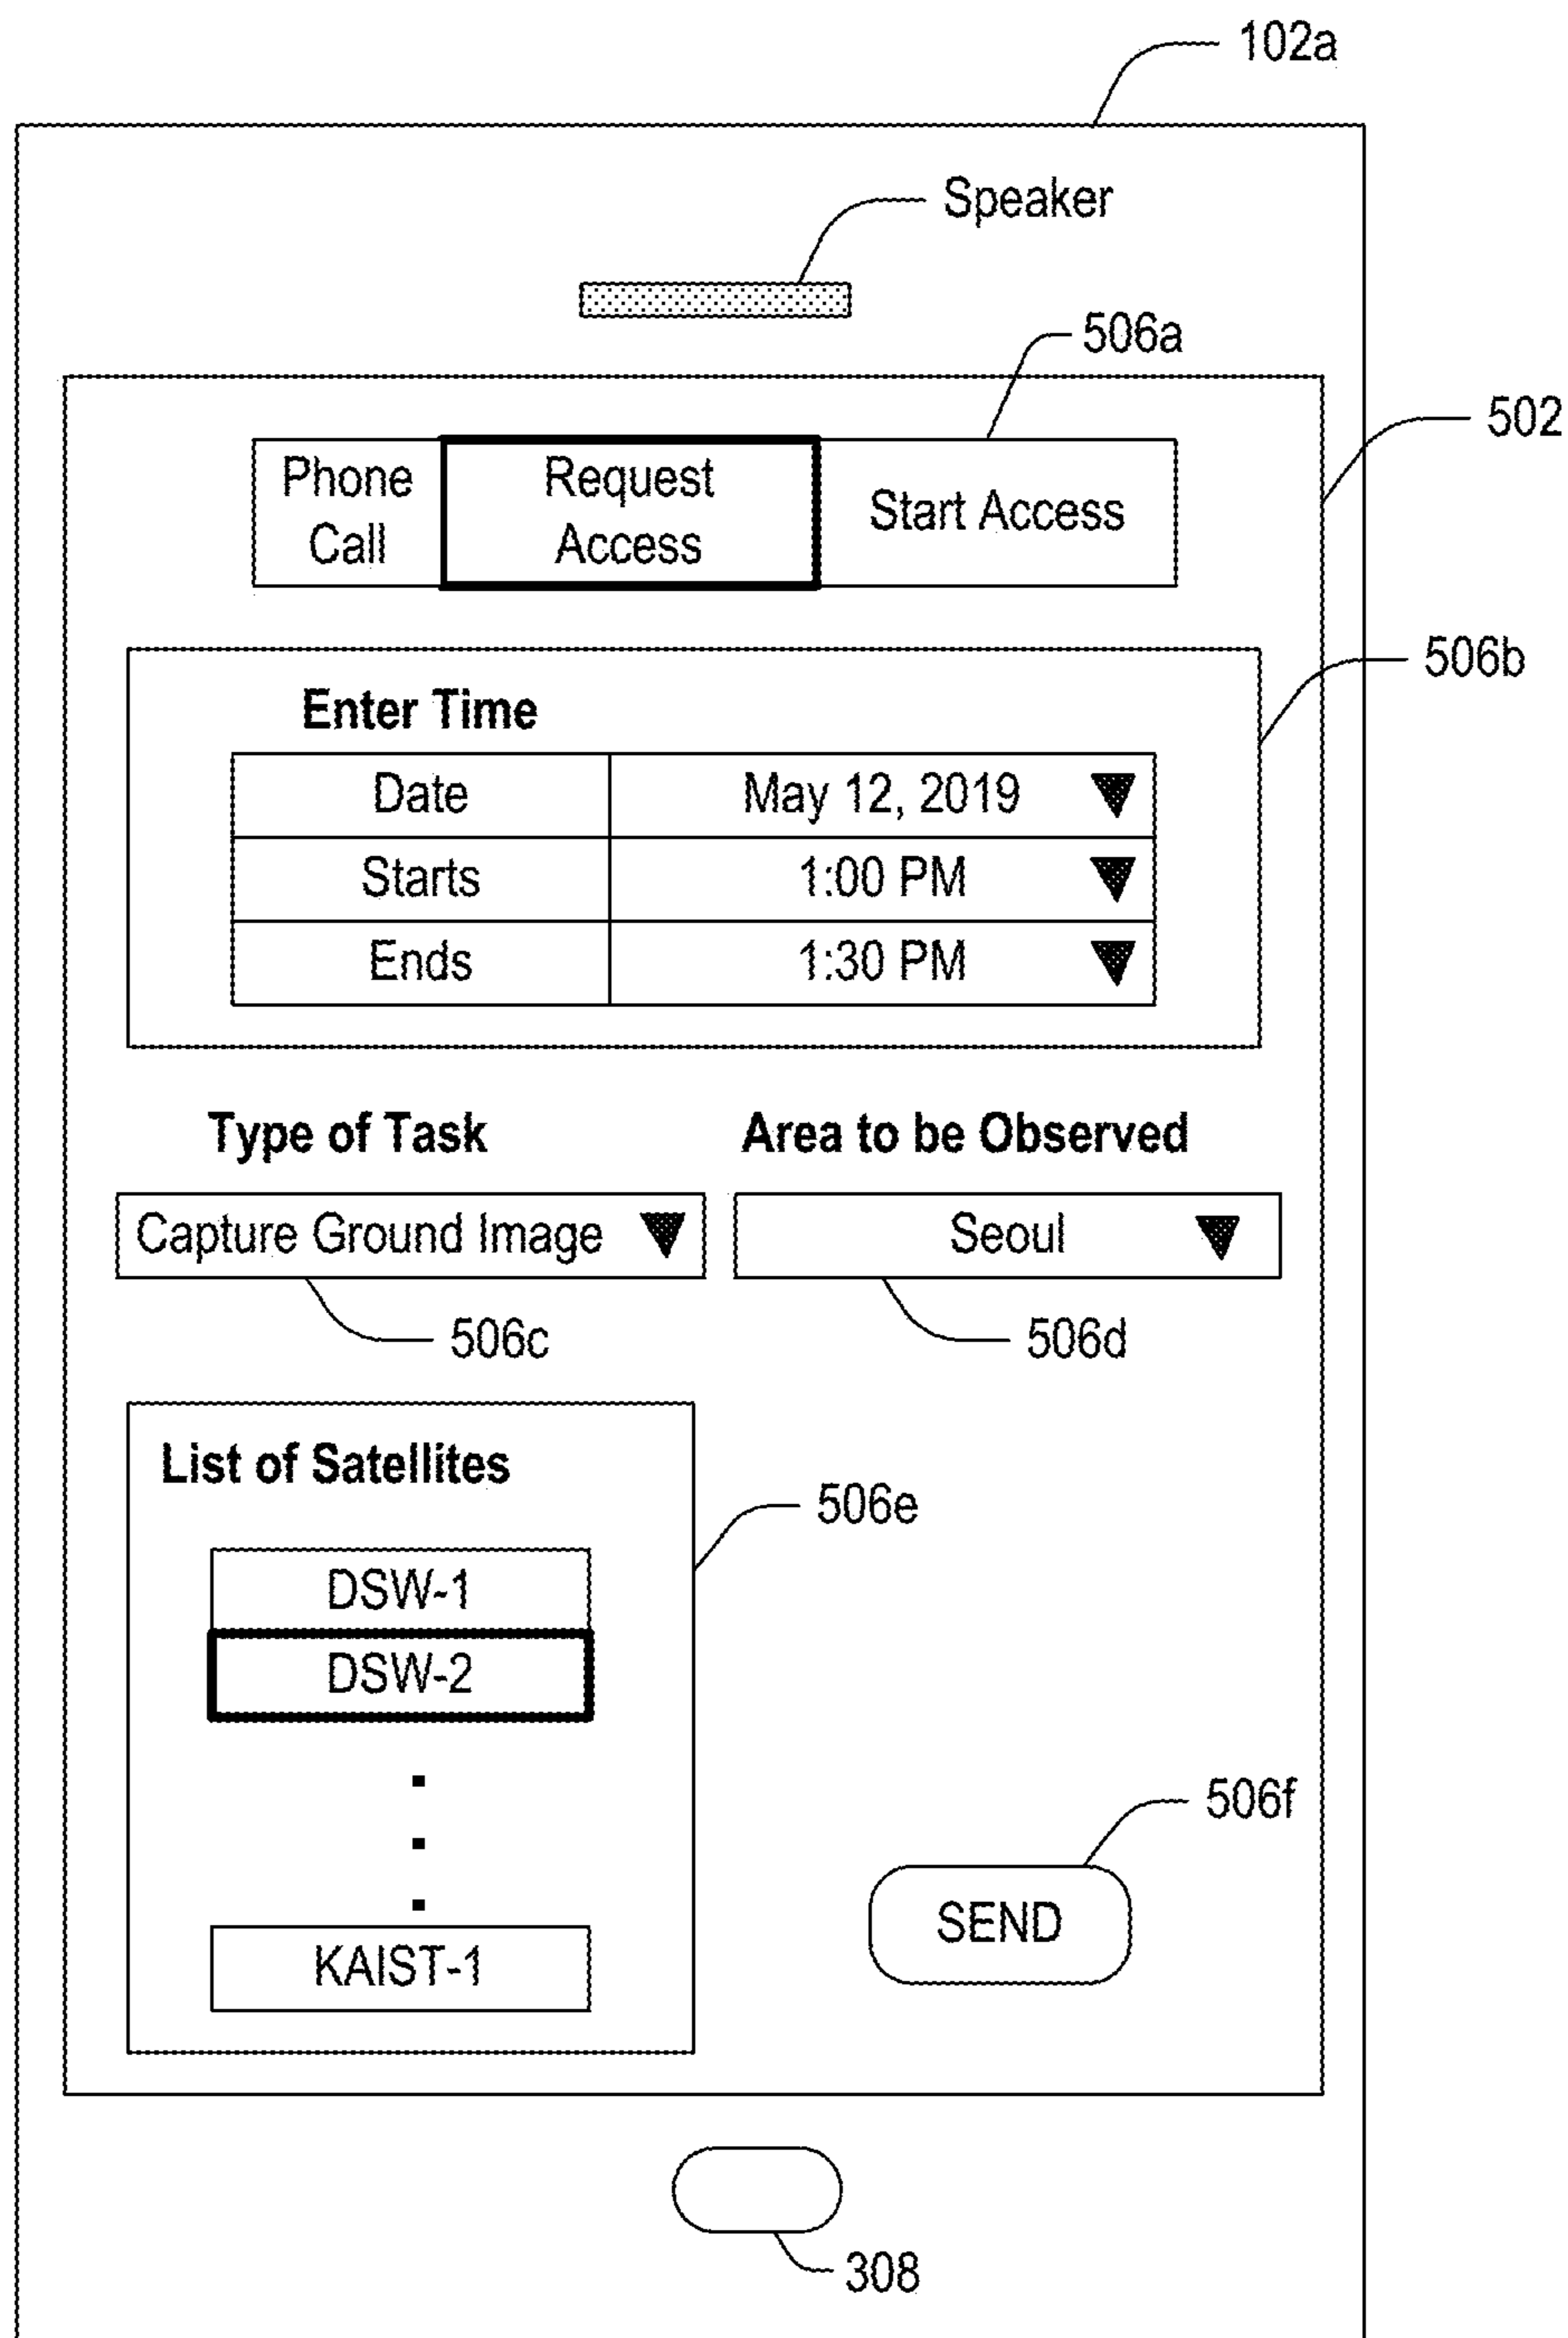 102a
Speaker
506a
502
Phone Call
Request Access
Start Access
506b
Enter Time
Date May 12, 2019
Starts 1:00 PM
Ends 1:30 PM
Type of Task
Area to be Observed
Capture Ground Image
Seoul
506c
506d
List of Satellites
506e
DSW-1
DSW-2
506f
SEND
KAIST-1
308